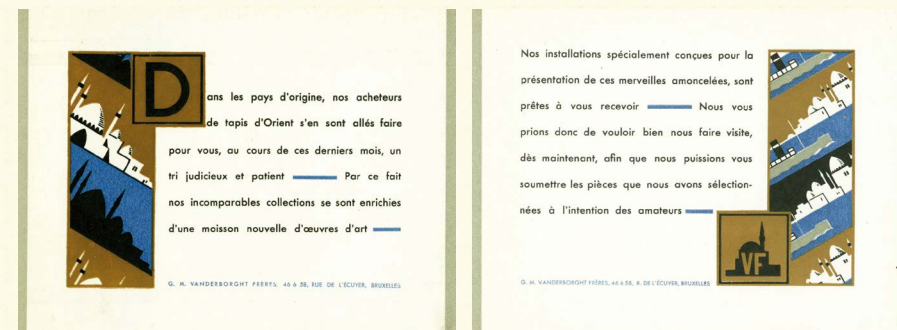 Dans les pays d'origine, nos acheteurs
de tapis d'Orient s'en sont allés faire
pour vous, au cours de ces derniers mois, un
tri judicieux et patient Par ce fait
nos incomparables collections se sont enrichies
d'une moisson nouvelle d'œuvres d'art
G. M. VANDERBORGHT FRÈRES, 46 à 58, RUE DE L'ÉCUYER, BRUXELLES
Nos installations spécialement conçues pour la
présentation de ces merveilles amoncelées, sont
prêtes à vous recevoir Nous vous
prions donc de vouloir bien nous faire visite,
dès maintenant, afin que nous puissions vous
soumettre les pièces que nous avons sélection-
nées à l'intention des amateurs
VF
G. M. VANDERBORGHT FRÈRES, 46 à 58, R. DE L'ÉCUYER, BRUXELLES